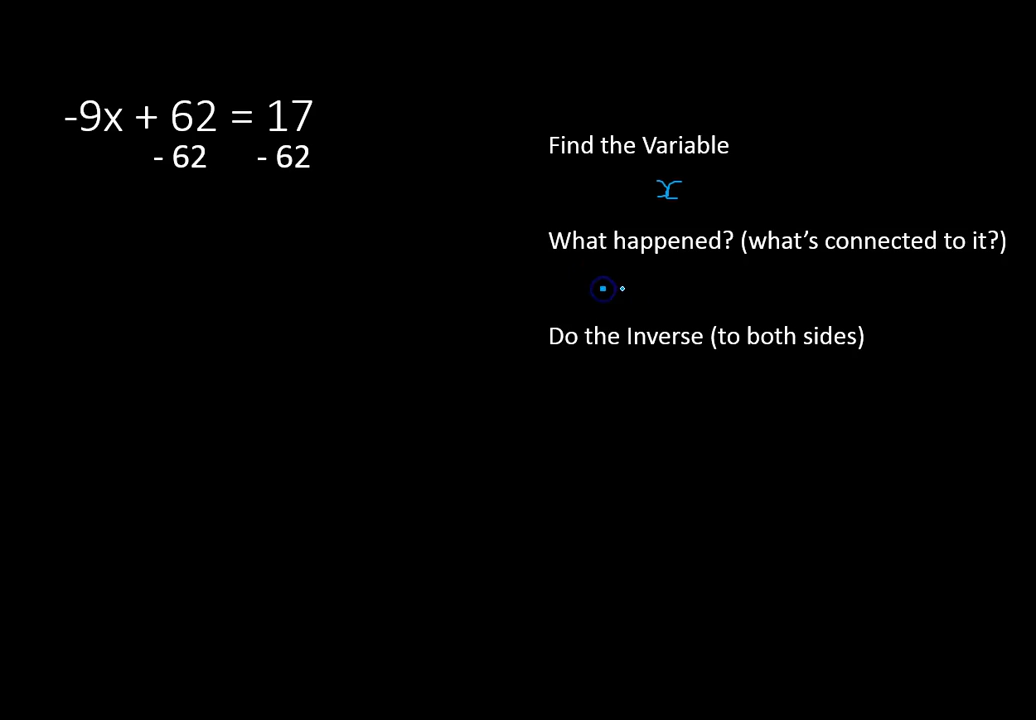 -9x + 62 = 17
- 62 - 62
Find the Variable
x
What happened? (what’s connected to it?)
Do the Inverse (to both sides)